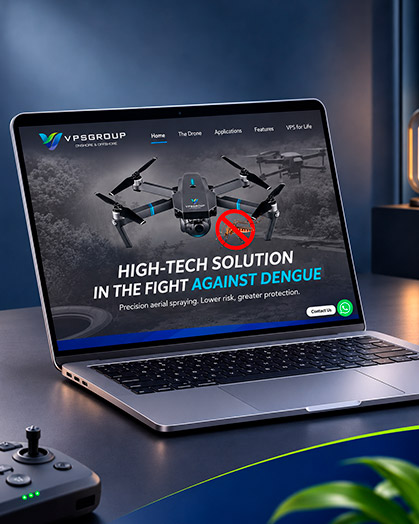 VPSGROUP
ONSHORE & OFFSHORE
Home
The Drone
Applications
Features
VPS for Life
VPSGROUP
HIGH-TECH SOLUTION
IN THE FIGHT AGAINST DENGUE
Precision aerial spraying. Lower risk, greater protection.
Contact Us